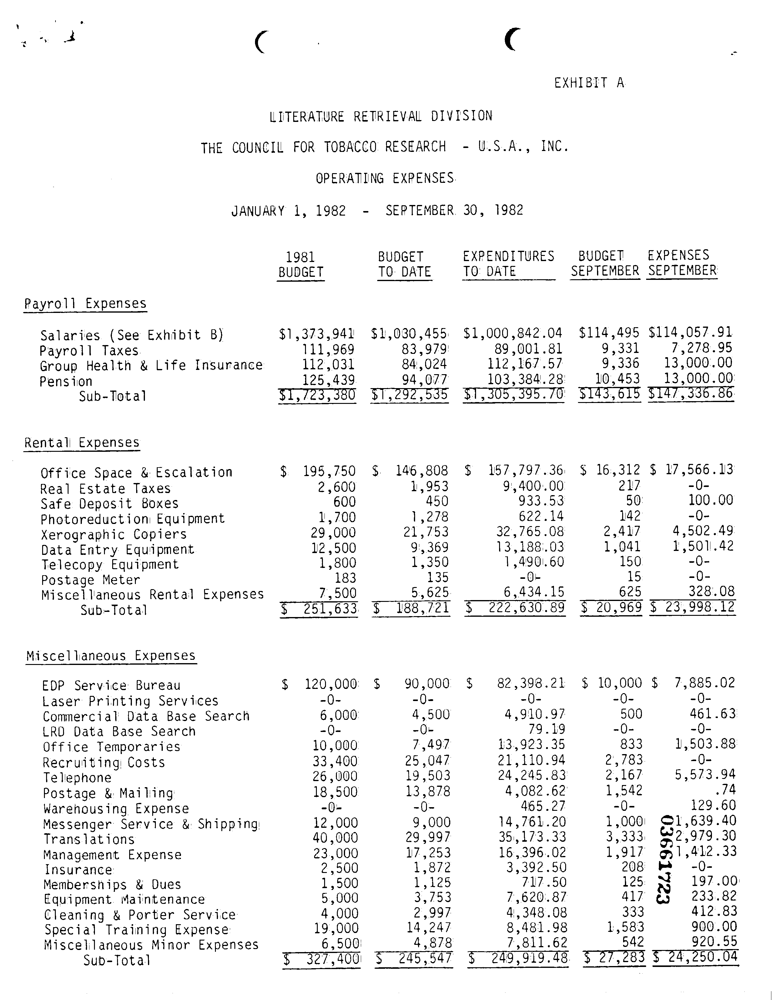 EXHIBIT A
LITERATURE RETRIEVAL DIVISION
THE COUNCIL FOR TOBACCO RESEARCH - U.S.A., INC.
OPERATING EXPENSES
JANUARY 1, 1982 - SEPTEMBER 30, 1982
1981 BUDGET EXPENDITURES BUDGET EXPENSES
BUDGET TO DATE TO DATE SEPTEMBER SEPTEMBER
Payroll Expenses
Salaries (See Exhibit B) $1,373,941 $1,030,455 $1,000,842.04 $114,495 $114,057.91
Payroll Taxes 111,969 83,979 89,001.81 9,331 7,278.95
Group Health & Life Insurance 112,031 84,024 112,167.57 9,336 13,000.00
Pension 125,439 94,077 103,384.28 10,453 13,000.00
Sub-Total $1,723,380 $1,292,535 $1,305,395.70 $143,615 $147,336.86
Rental Expenses
Office Space & Escalation $ 195,750 $ 146,808 $ 157,797.36 $ 16,312 $ 17,566.13
Real Estate Taxes 2,600 1,953 9,400.00 217 -0-
Safe Deposit Boxes 600 450 933.53 50 100.00
Photoreduction Equipment 1,700 1,278 622.14 142 -0-
Xerographic Copiers 29,000 21,753 32,765.08 2,417 4,502.49
Data Entry Equipment 12,500 9,369 13,188.03 1,041 1,501.42
Telecopy Equipment 1,800 1,350 1,490.60 150 -0-
Postage Meter 183 135 -0- 15 -0-
Miscellaneous Rental Expenses 7,500 5,625 6,434.15 625 328.08
Sub-Total $ 251,633 $ 188,721 $ 222,630.89 $ 20,969 $ 23,998.12
Miscellaneous Expenses
EDP Service Bureau $ 120,000 $ 90,000 $ 82,398.21 $ 10,000 $ 7,885.02
Laser Printing Services -0- -0- -0- -0- -0-
Commercial Data Base Search 6,000 4,500 4,910.97 500 461.63
LRD Data Base Search -0- -0- 79.19 -0- -0-
Office Temporaries 10,000 7,497 13,923.35 833 1,503.88
Recruiting Costs 33,400 25,047 21,110.94 2,783 -0-
Telephone 26,000 19,503 24,245.83 2,167 5,573.94
Postage & Mailing 18,500 13,878 4,082.62 1,542 .74
Warehousing Expense -0- -0- 465.27 -0- 129.60
Messenger Service & Shipping 12,000 9,000 14,761.20 1,000 1,639.40
Translations 40,000 29,997 35,173.33 3,333 2,979.30
Management Expense 23,000 17,253 16,396.02 1,917 1,412.33
Insurance 2,500 1,872 3,392.50 208 -0-
Memberships & Dues 1,500 1,125 717.50 125 197.00
Equipment Maintenance 5,000 3,753 7,620.87 417 233.82
Cleaning & Porter Service 4,000 2,997 4,348.08 333 412.83
Special Training Expense 19,000 14,247 8,481.98 1,583 900.00
Miscellaneous Minor Expenses 6,500 4,878 7,811.62 542 920.55
Sub-Total $ 327,400 $ 245,547 $ 249,919.48 $ 27,283 $ 24,250.04
03661723